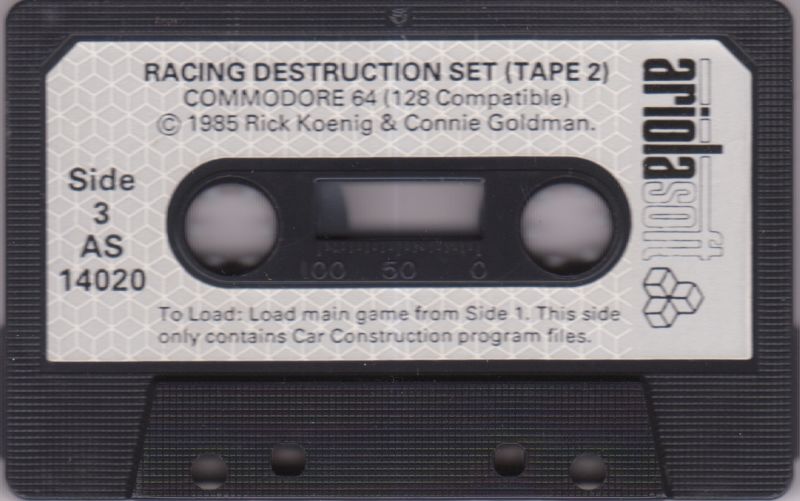 RACING DESTRUCTION SET (TAPE 2)
COMMODORE 64 (128 Compatible)
© 1985 Rick Koenig & Connie Goldman.
ariolasoft
Side
3
AS
14020
100 50 0
To Load: Load main game from Side 1. This side
only contains Car Construction program files.